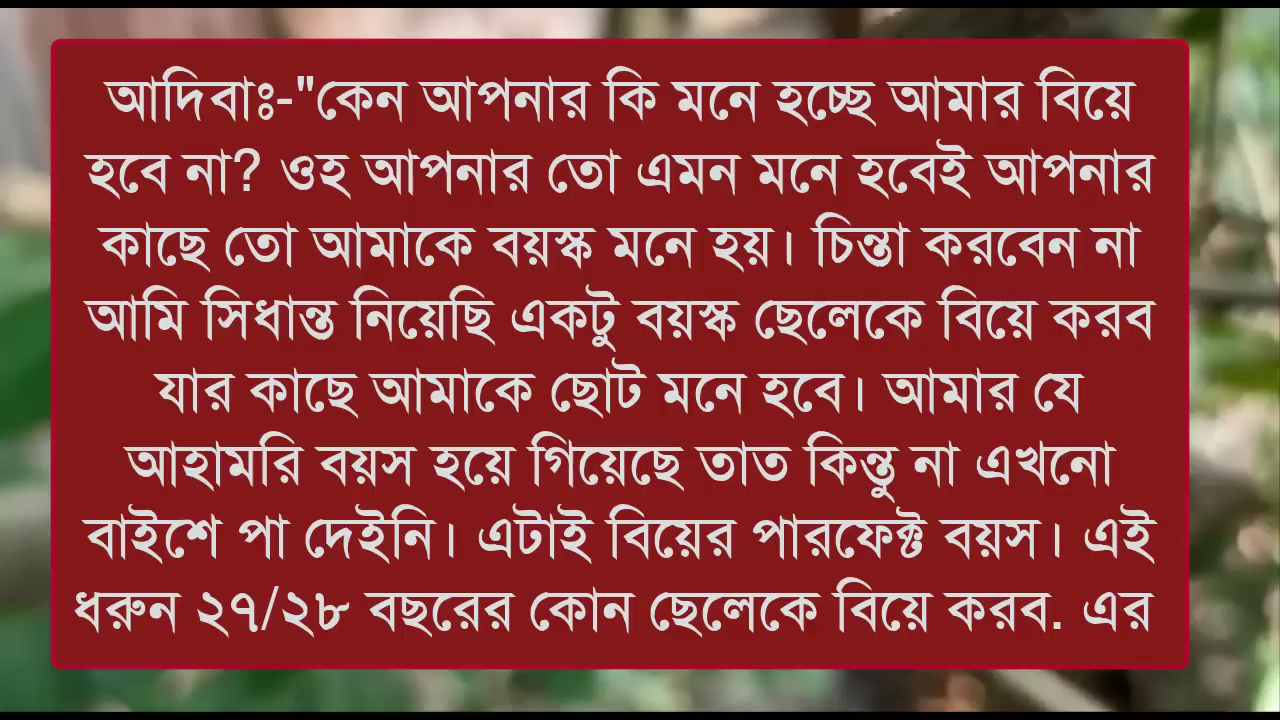 আদিবাঃ-"কেন আপনার কি মনে হচ্ছে আমার বিয়ে
হবে না? ওহ আপনার তো এমন মনে হবেই আপনার
কাছে তো আমাকে বয়স্ক মনে হয়। চিন্তা করবেন না
আমি সিধান্ত নিয়েছি একটু বয়স্ক ছেলেকে বিয়ে করব
যার কাছে আমাকে ছোট মনে হবে। আমার যে
আহামরি বয়স হয়ে গিয়েছে তাত কিন্তু না এখনো
বাইশে পা দেইনি। এটাই বিয়ের পারফেক্ট বয়স। এই
ধরুন ২৭/২৮ বছরের কোন ছেলেকে বিয়ে করব. এর